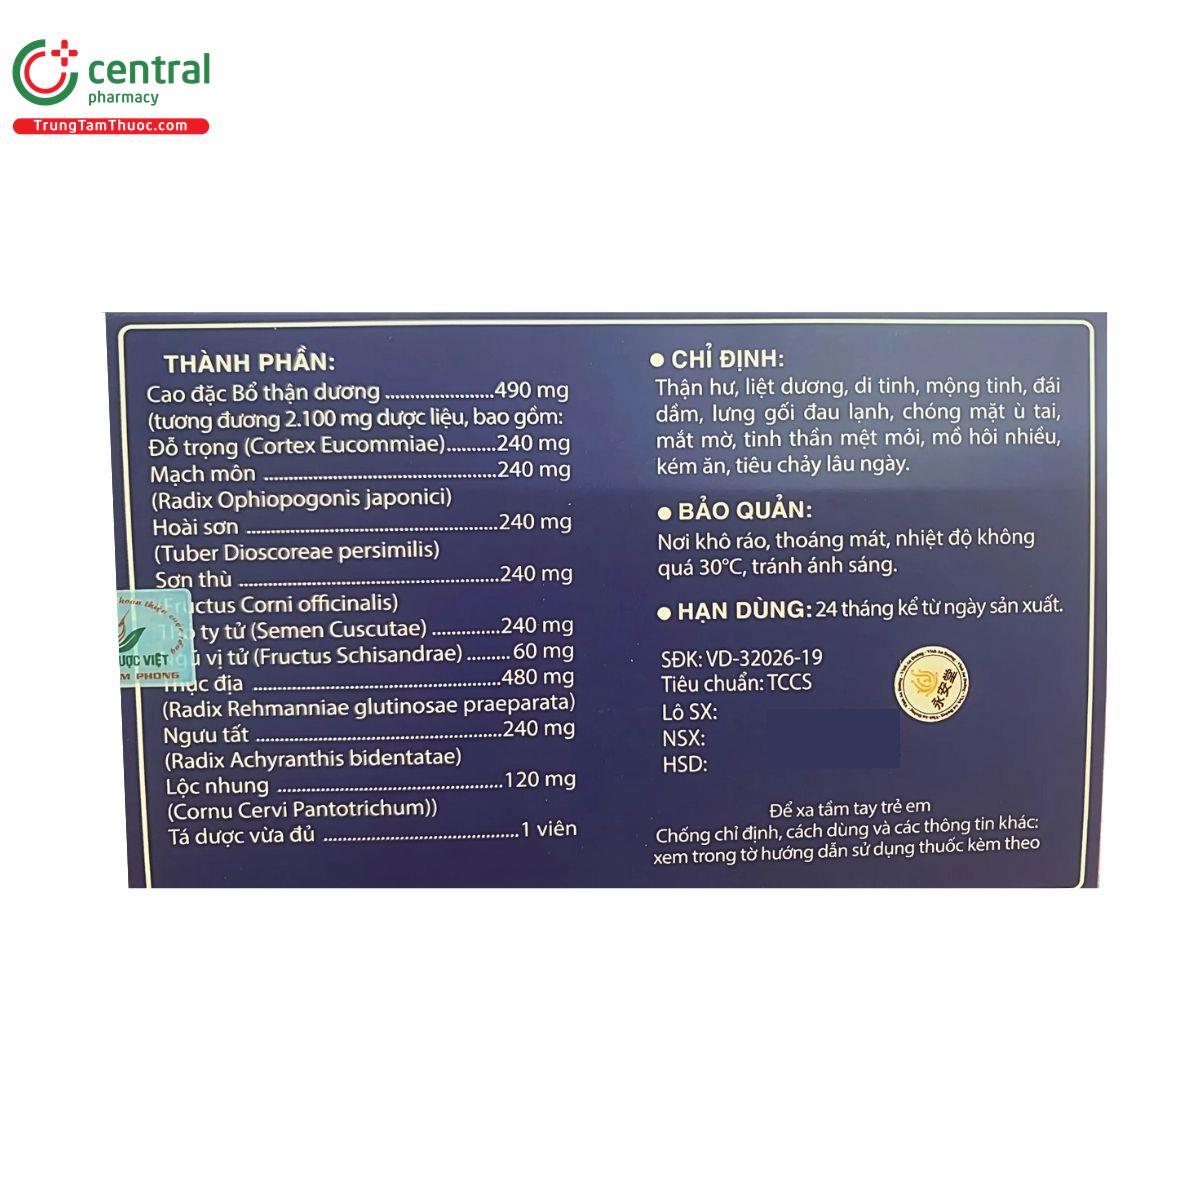 central
pharmacy
TrungTamThuoc.com
THÀNH PHẦN:
Cao đặc Bổ thận dương ......................490 mg
(tương đương 2.100 mg dược liệu, bao gồm:
Đỗ trọng (Cortex Eucommiae)..........240 mg
Mạch môn ...............................................240 mg
(Radix Ophiopogonis japonici)
Hoài sơn ..................................................240 mg
(Tuber Dioscoreae persimilis)
Sơn thù ....................................................240 mg
Fructus Corni officinalis)
ty tử (Semen Cuscutae) ..............240 mg
vị tử (Fructus Schisandrae) .........60 mg
địa ..................................................480 mg
(Radix Rehmanniae glutinosae praeparata)
Ngưu tất .................................................240 mg
(Radix Achyranthis bidentatae)
Lộc nhung .............................................120 mg
(Cornu Cervi Pantotrichum))
Tá dược vừa đủ .......................................1 viên
VIỆT
PHONG
● CHỈ ĐỊNH:
Thận hư, liệt dương, di tinh, mộng tinh, đái
dầm, lưng gối đau lạnh, chóng mặt ù tai,
mắt mờ, tinh thần mệt mỏi, mồ hôi nhiều,
kém ăn, tiêu chảy lâu ngày.
● BẢO QUẢN:
Nơi khô ráo, thoáng mát, nhiệt độ không
quá 30°C, tránh ánh sáng.
● HẠN DÙNG: 24 tháng kể từ ngày sản xuất.
SĐK: VD-32026-19
Tiêu chuẩn: TCCS
Lô SX:
NSX:
HSD:
永安堂
Để xa tầm tay trẻ em
Chống chỉ định, cách dùng và các thông tin khác:
xem trong tờ hướng dẫn sử dụng thuốc kèm theo